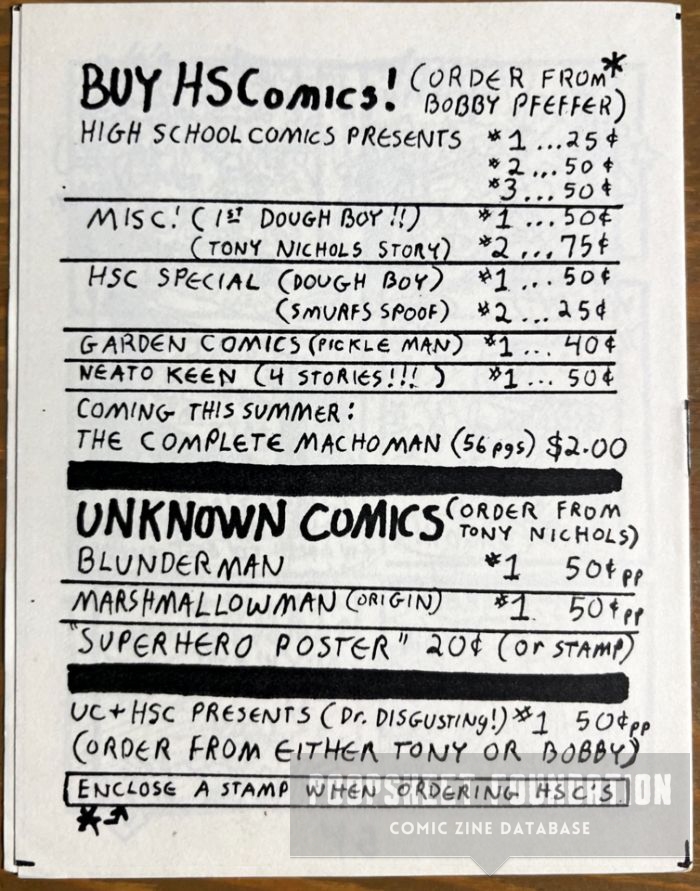 BUY HSComics! (ORDER FROM*
BOBBY PFEFFER)
HIGH SCHOOL COMICS PRESENTS #1 ... 25¢
#2 ... 50¢
#3 ... 50¢
MISC! (1ST DOUGH BOY!!) #1 ... 50¢
(TONY NICHOLS STORY) #2 ... 75¢
HSC SPECIAL (DOUGH BOY) #1 ... 50¢
(SMURFS SPOOF) #2 ... 25¢
GARDEN COMICS (PICKLE MAN) #1 ... 40¢
NEATO KEEN (4 STORIES!!!) #1 ... 50¢
COMING THIS SUMMER:
THE COMPLETE MACHOMAN (56 pgs) $2.00
UNKNOWN COMICS (ORDER FROM
TONY NICHOLS)
BLUNDERMAN #1 50¢ pp
MARSHMALLOWMAN (ORIGIN) #1 50¢ pp
"SUPERHERO POSTER" 20¢ (or STAMP)
UC + HSC PRESENTS (Dr. DISGUSTINg!) #1 50¢ pp
(ORDER FROM EITHER TONY OR BOBBY)
ENCLOSE A STAMP WHEN ORDERING HSC'S.
*
POOPSHEET FOUNDATION
COMIC ZINE DATABASE